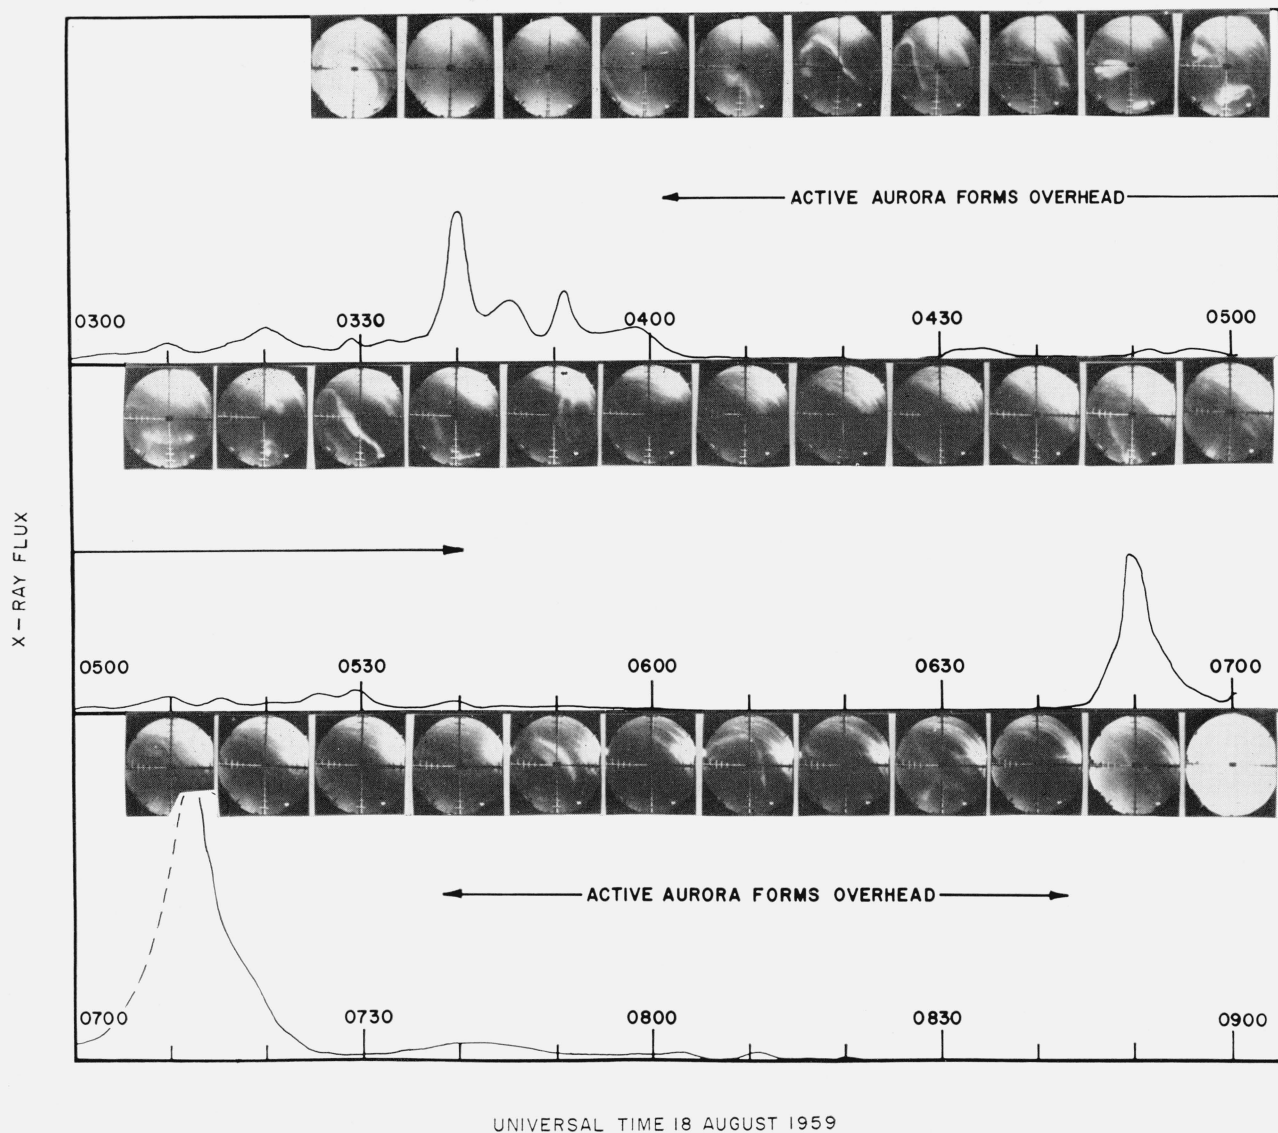 ACTIVE AURORA FORMS OVERHEAD
0300 0330 0400 0430 0500
X-RAY FLUX
0500 0530 0600 0630 0700
ACTIVE AURORA FORMS OVERHEAD
0700 0730 0800 0830 0900
UNIVERSAL TIME 18 AUGUST 1959